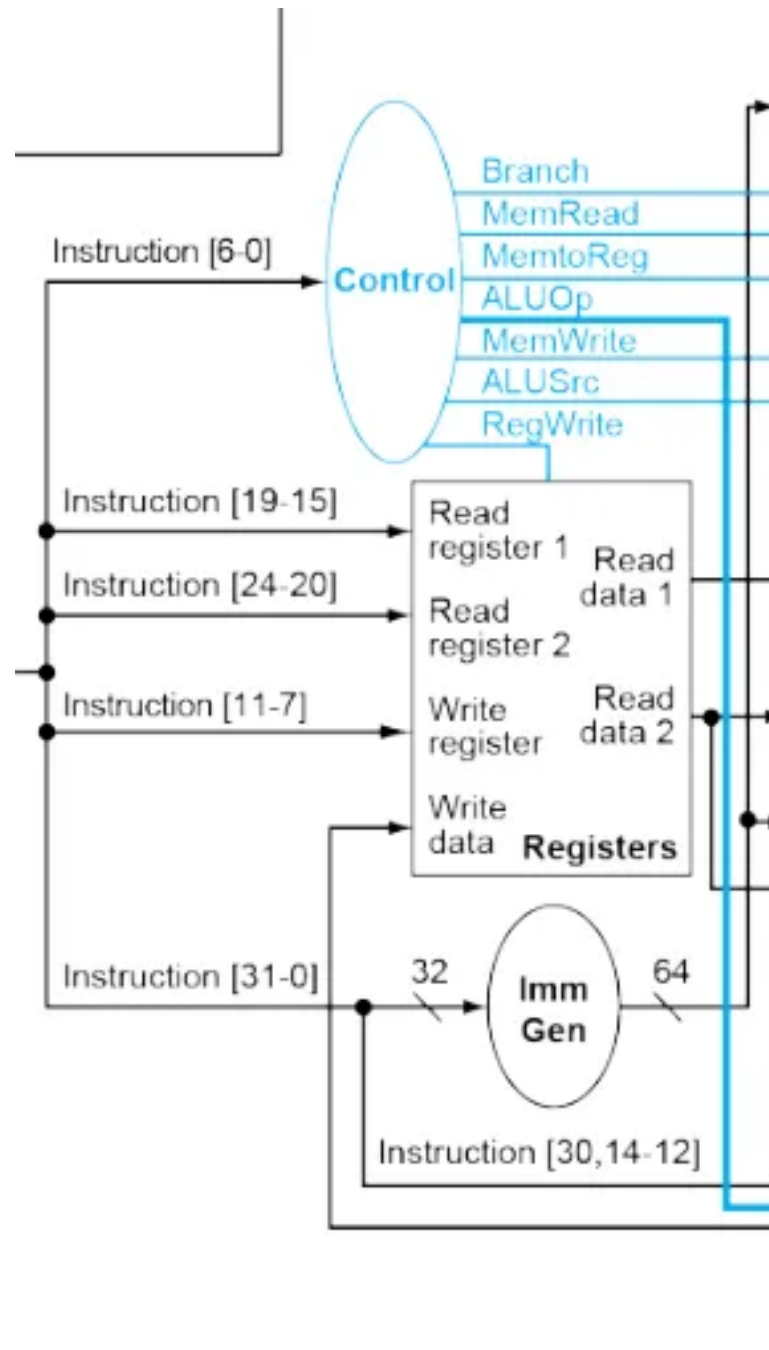 Branch
MemRead
Instruction [6-0]
MemtoReg
Control
ALUOp
MemWrite
ALUSrc
RegWrite
Instruction [19-15]
Read
register 1
Read
data 1
Instruction [24-20]
Read
register 2
Instruction [11-7]
Write
register
Read
data 2
Write
data
Registers
Instruction [31-0]
32
Imm
Gen
64
Instruction [30,14-12]